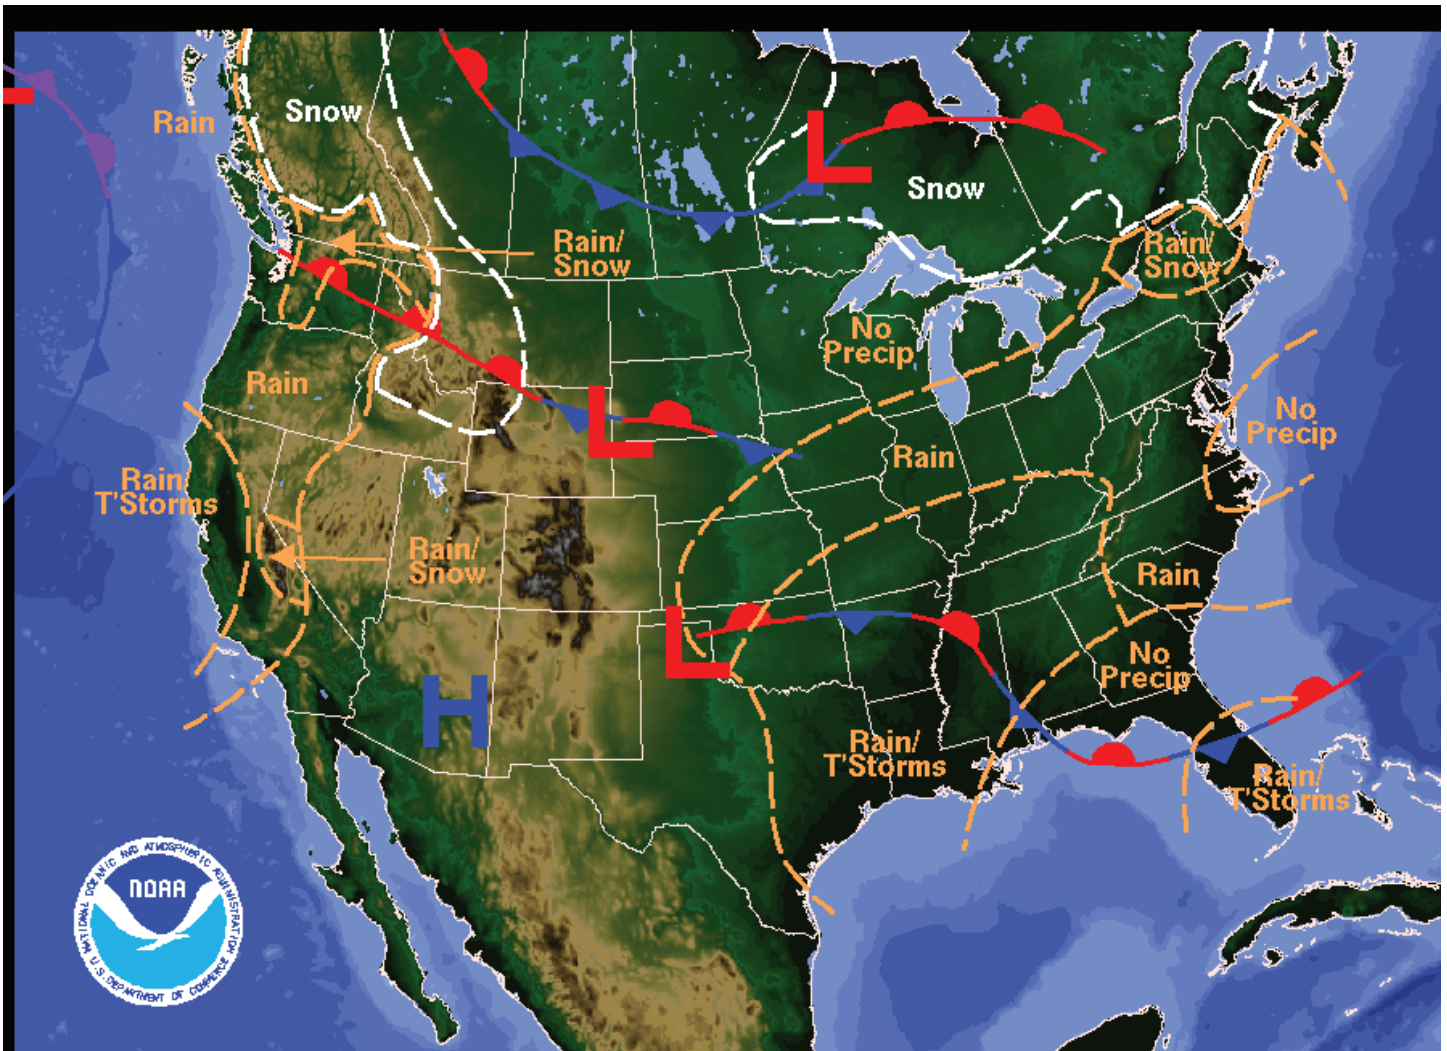 Rain
Snow
Snow
Rain/
Snow
Rain/
Snow
No
Precip
Rain
No
Precip
Rain/
T'Storms
Rain
Rain/
Snow
Rain
No
Precip
Rain/
T'Storms
Rain/
T'Storms
L
L
L
H
NOAA
NATIONAL OCEANIC AND ATMOSPHERIC ADMINISTRATION
U.S. DEPARTMENT OF COMMERCE